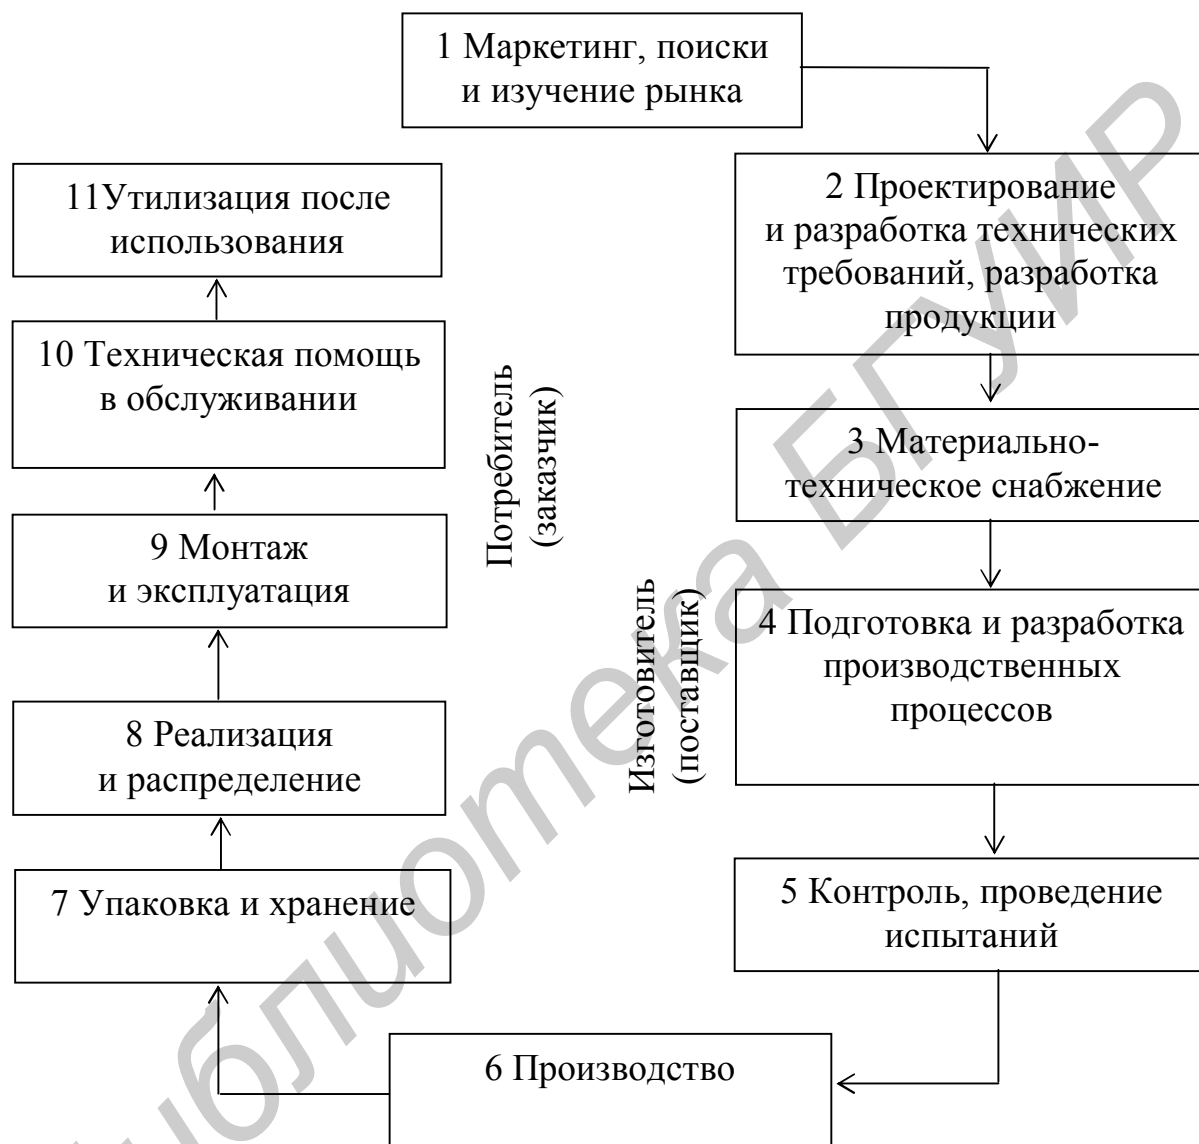 1 Маркетинг, поиски
и изучение рынка
2 Проектирование
и разработка технических
требований, разработка
продукции
3 Материально-
техническое снабжение
4 Подготовка и разработка
производственных
процессов
5 Контроль, проведение
испытаний
6 Производство
7 Упаковка и хранение
8 Реализация
и распределение
9 Монтаж
и эксплуатация
10 Техническая помощь
в обслуживании
11Утилизация после
использования
Потребитель
(заказчик)
Изготовитель
(поставщик)
блиотека БГУИР